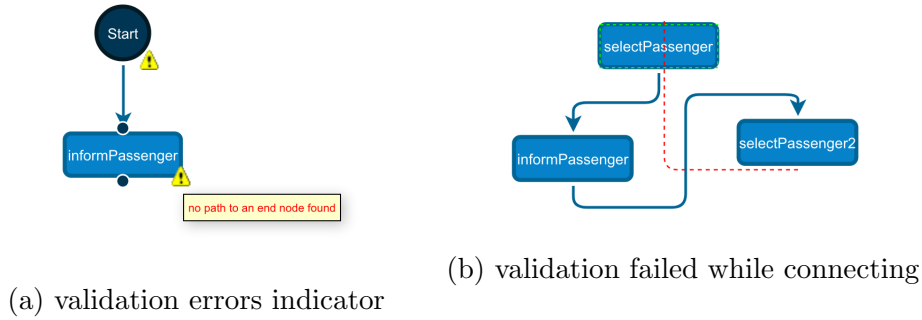 Start
informPassenger
no path to an end node found
(a) validation errors indicator
selectPassenger
informPassenger
selectPassenger2
(b) validation failed while connecting